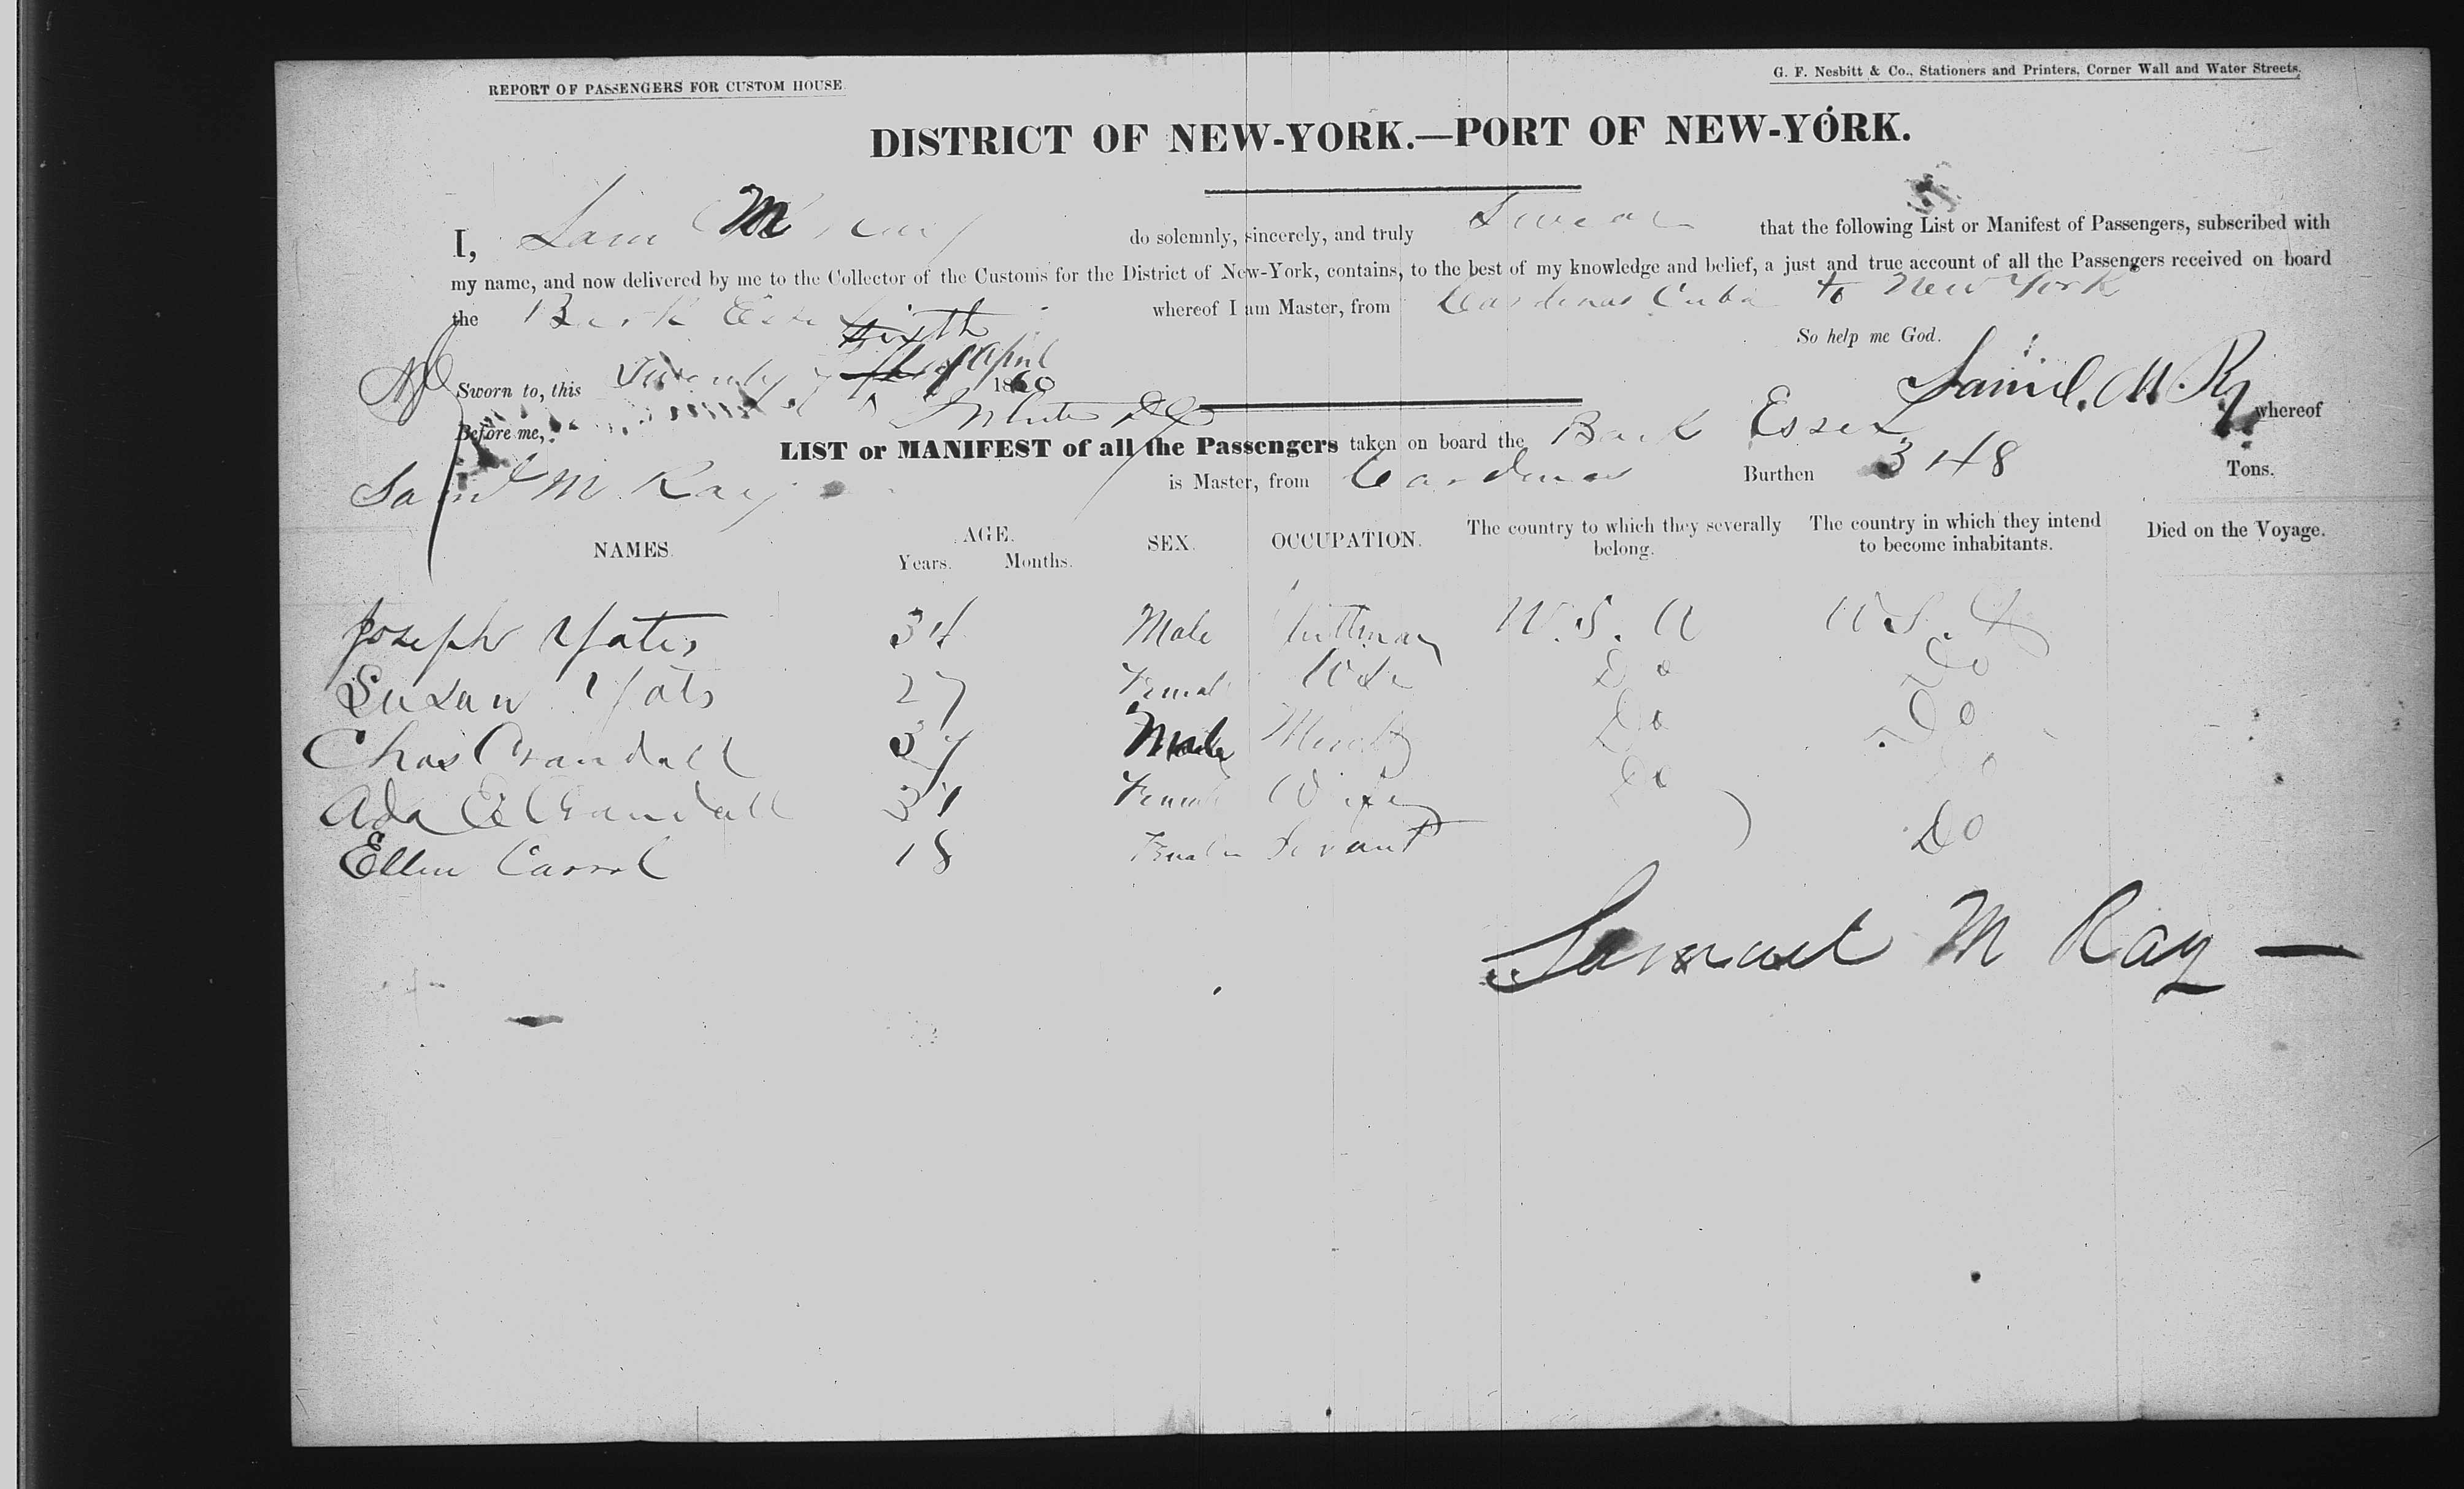 REPORT OF PASSENGERS FOR CUSTOM HOUSE.
G. F. Nesbitt & Co., Stationers and Printers, Corner Wall and Water Streets.
DISTRICT OF NEW-YORK.—PORT OF NEW-YORK.
I, Sam M Ray do solemnly, sincerely, and truly Swear that the following List or Manifest of Passengers, subscribed with
my name, and now delivered by me to the Collector of the Customs for the District of New-York, contains, to the best of my knowledge and belief, a just and true account of all the Passengers received on board
the Bark Essex whereof I am Master, from Cardenas Cuba to New York
So help me God.
Sworn to, this Twenty sixth April 1860
Saml. M. Ray
Before me,
LIST or MANIFEST of all the Passengers taken on board the Bark Essex whereof
Saml M Ray is Master, from Cardenas Burthen 348 Tons.
NAMES. AGE. Years. Months. SEX. OCCUPATION. The country to which they severally belong. The country in which they intend to become inhabitants. Died on the Voyage.
Joseph Yates 34 Male U.S.A U.S.A
Susan Yats 27 Female Wife Do Do
Chas Crandall 37 Male Do Do
Ada E Crandall 34 Female Wife Do
Ellen Carrol 18 Female Servant Do
Samuel M Ray